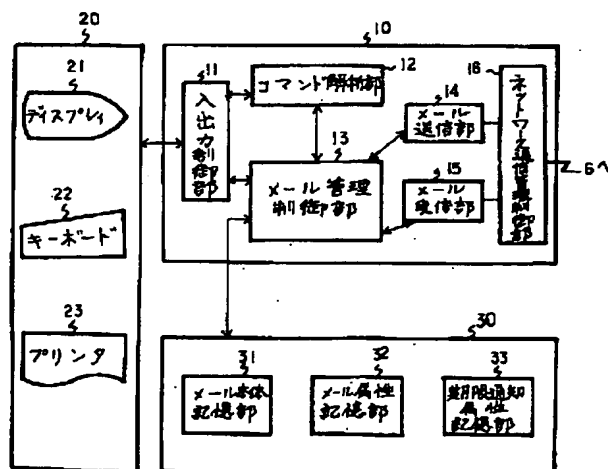 20
21
ディスプレイ
22
キーボード
23
プリンタ
10
11
入出力制御部
12
コマンド解析部
13
メール管理
制御部
14
メール
送信部
15
メール
受信部
16
ネットワーク通信管理制御部
6へ
30
31
メール本体
記憶部
32
メール属性
記憶部
33
期限通知
属性
記憶部